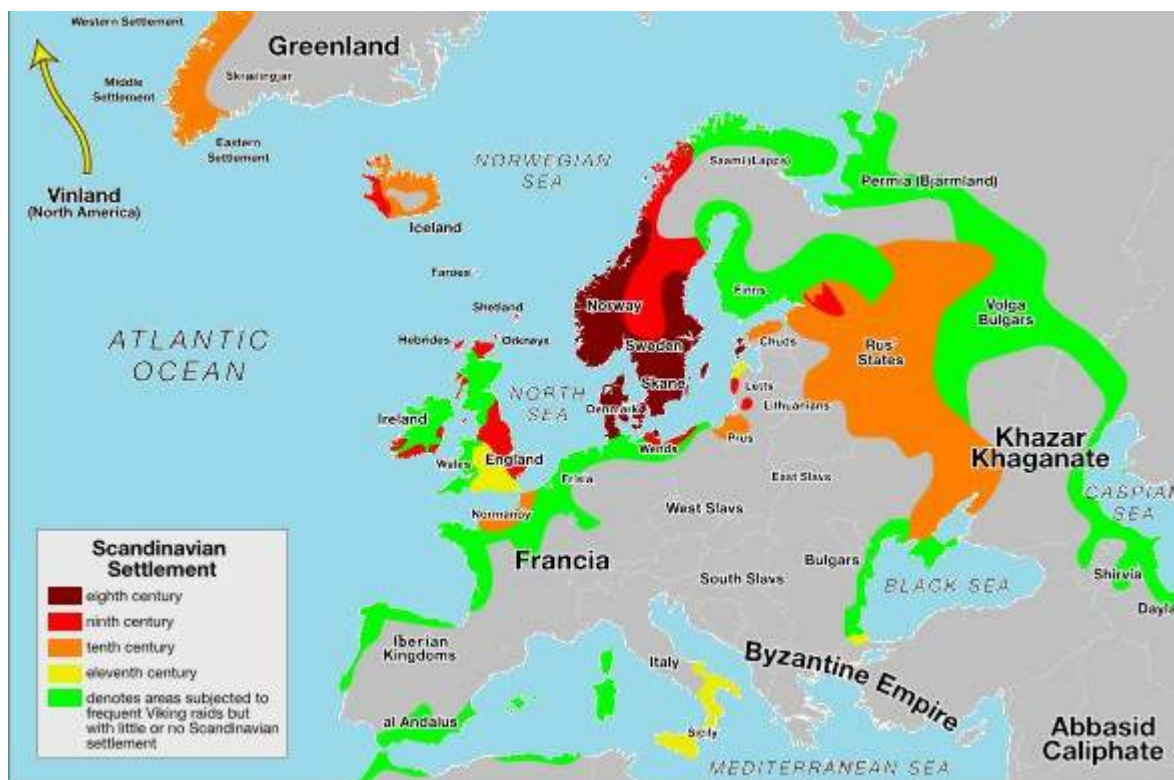 Western Settlement
Greenland
Skraelingjar
Middle
Settlement
Eastern
Settlement
Vinland
(North America)
NORWEGIAN
SEA
Iceland
Faroes
Shetland
Hebrides
Orkneys
ATLANTIC
OCEAN
NORTH
SEA
Saami (Lapps)
Permia (Bjarmland)
Norway
Sweden
Skane
Denmark
Finns
Chuds
Letts
Lithuanians
Prus
Wends
Rus'
States
Volga
Bulgars
Ireland
Wales
England
Frisia
Normandy
East Slavs
West Slavs
Francia
South Slavs
Bulgars
Khazar
Khaganate
CASPIAN
SEA
BLACK SEA
Shirvia
Dayla
Iberian
Kingdoms
al Andalus
Italy
Sicily
Byzantine Empire
Abbasid
Caliphate
MEDITERRANEAN SEA
Scandinavian
Settlement
eighth century
ninth century
tenth century
eleventh century
denotes areas subjected to
frequent Viking raids but
with little or no Scandinavian
settlement